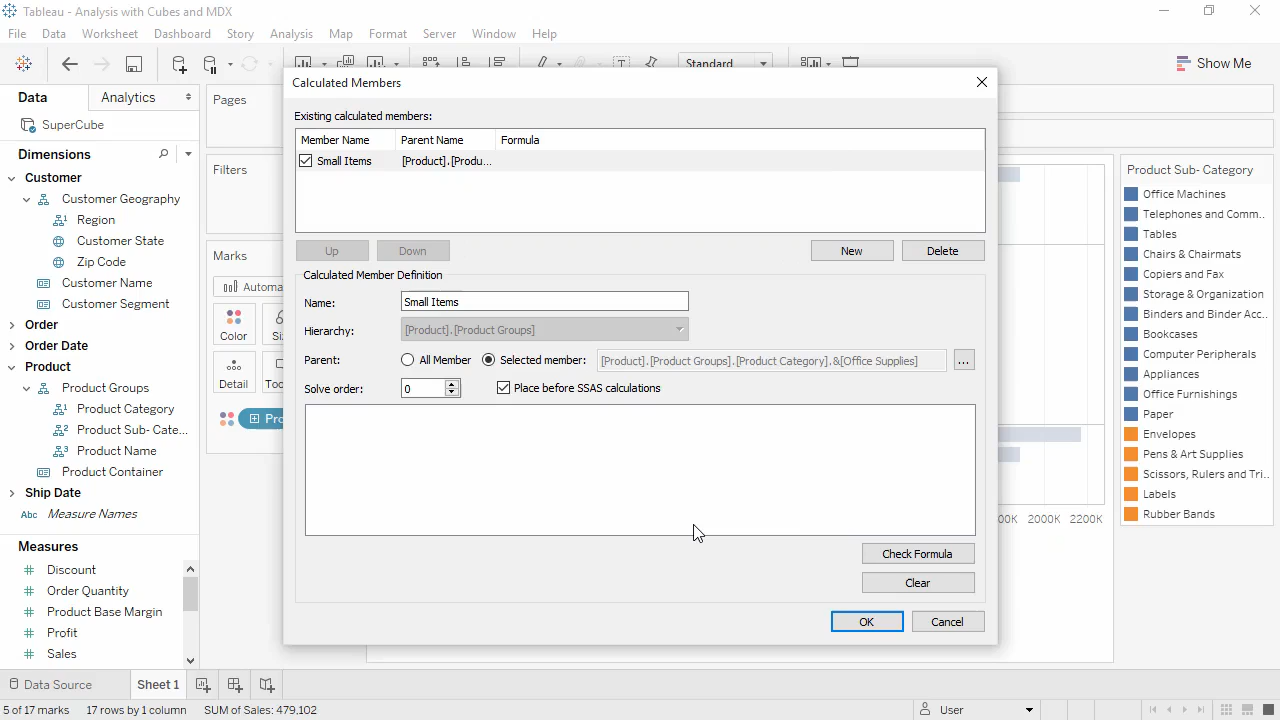 Tableau - Analysis with Cubes and MDX
File Data Worksheet Dashboard Story Analysis Map Format Server Window Help
Standard
Show Me
Data
Analytics
SuperCube
Dimensions
Customer
Customer Geography
Region
Customer State
Zip Code
Customer Name
Customer Segment
Order
Order Date
Product
Product Groups
Product Category
Product Sub- Cate...
Product Name
Product Container
Ship Date
Abc Measure Names
Measures
Discount
Order Quantity
Product Base Margin
Profit
Sales
Pages
Filters
Marks
Automa
Color
Si
Detail
Too
Pro
Calculated Members
Existing calculated members:
Member Name Parent Name Formula
Small Items [Product].[Produ...
Up Down New Delete
Calculated Member Definition
Name: Small Items
Hierarchy: [Product].[Product Groups]
Parent: All Member Selected member: [Product].[Product Groups].[Product Category].&[Office Supplies] ...
Solve order: 0 Place before SSAS calculations
Check Formula
Clear
OK Cancel
00K 2000K 2200K
Product Sub- Category
Office Machines
Telephones and Comm..
Tables
Chairs & Chairmats
Copiers and Fax
Storage & Organization
Binders and Binder Acc..
Bookcases
Computer Peripherals
Appliances
Office Furnishings
Paper
Envelopes
Pens & Art Supplies
Scissors, Rulers and Tri..
Labels
Rubber Bands
Data Source
Sheet 1
5 of 17 marks 17 rows by 1 column SUM of Sales: 479,102
User